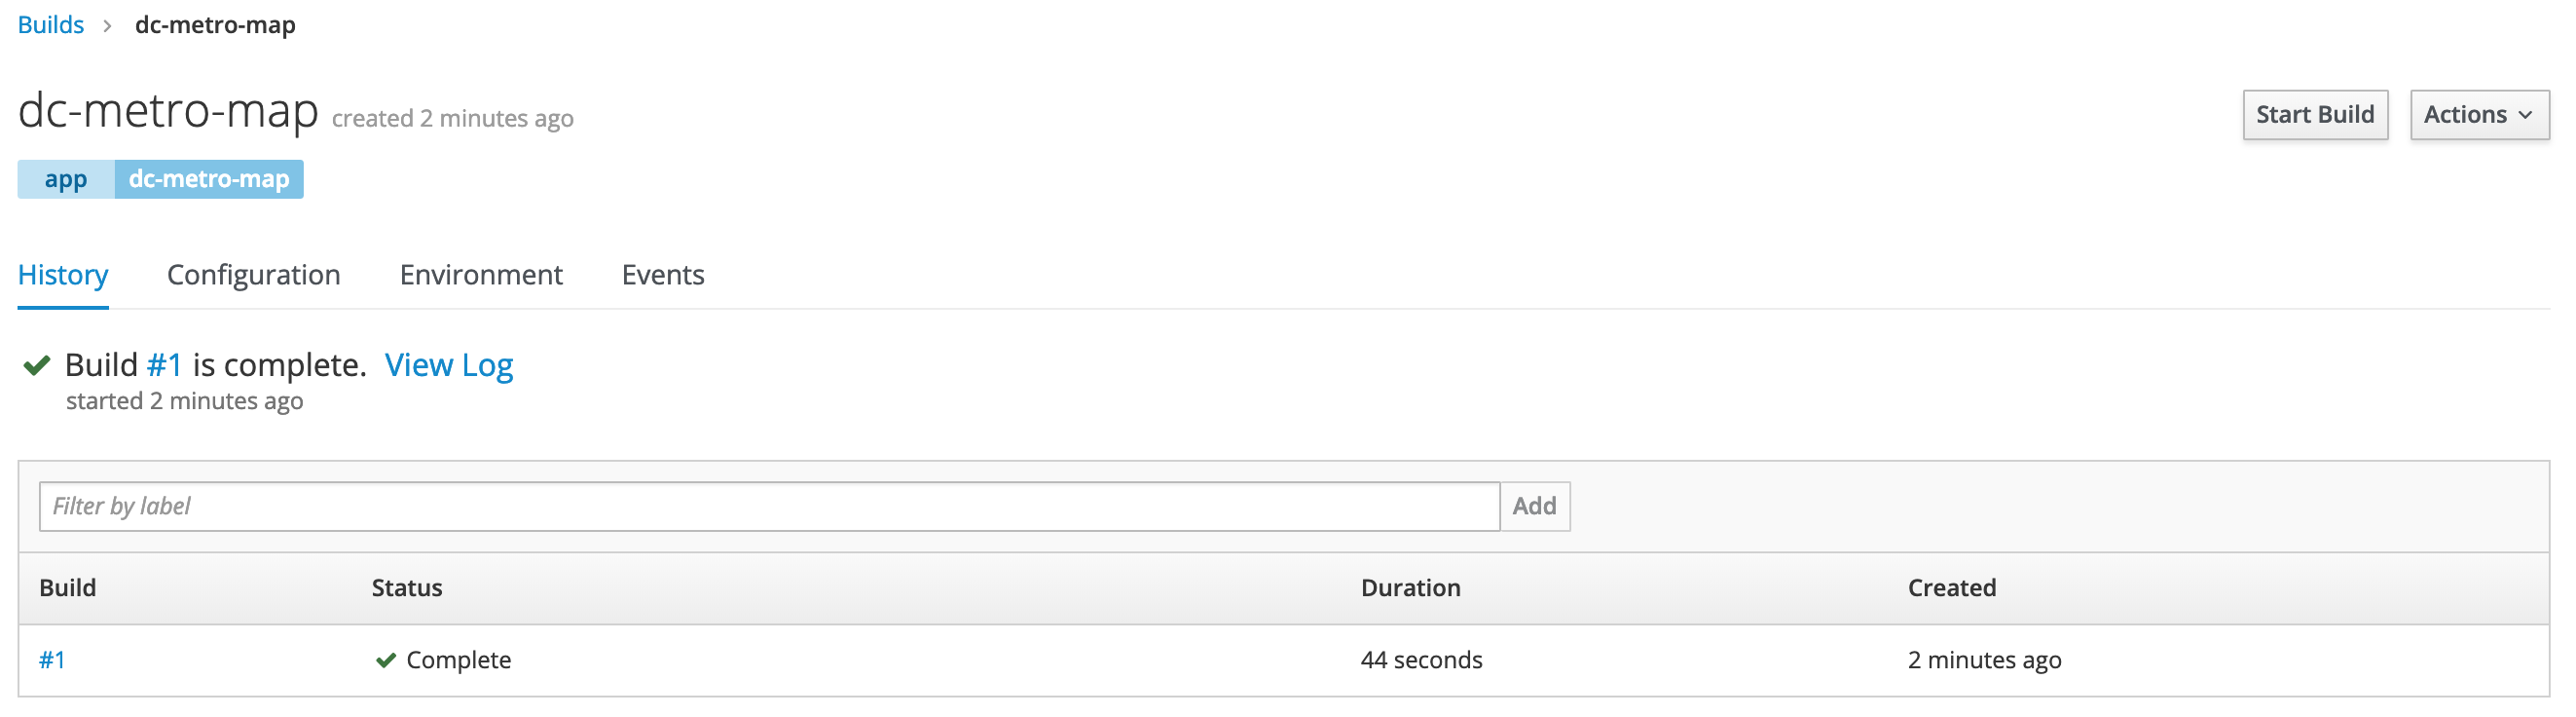 Builds > dc-metro-map
dc-metro-map created 2 minutes ago
Start Build
Actions
app dc-metro-map
History Configuration Environment Events
Build #1 is complete. View Log
started 2 minutes ago
Filter by label Add
Build Status Duration Created
#1 Complete 44 seconds 2 minutes ago